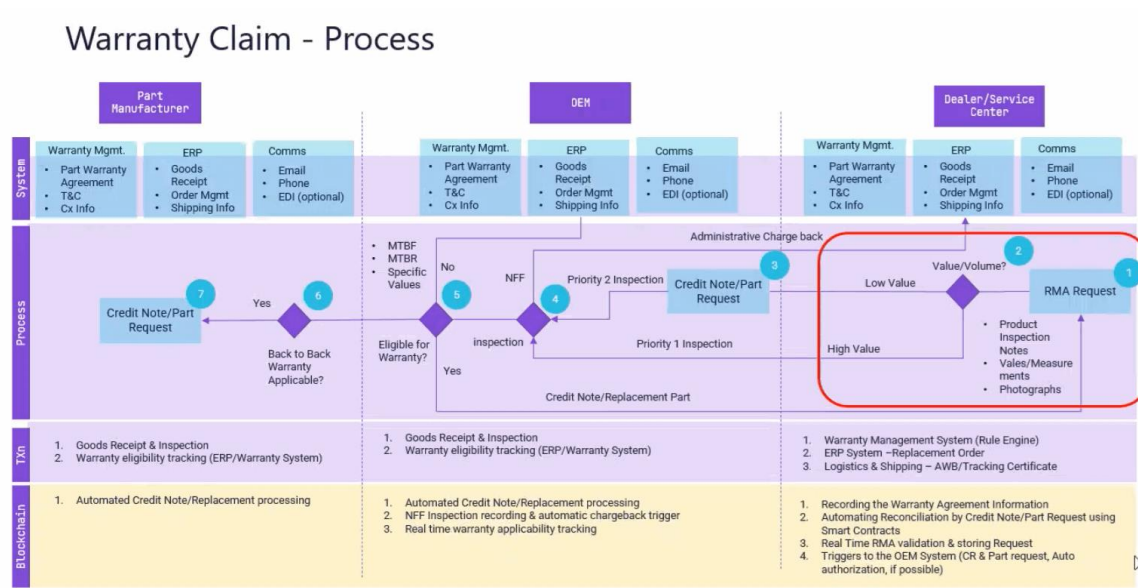 Warranty Claim - Process
Part
Manufacturer
OEM
Dealer/Service
Center
System
Warranty Mgmt.
• Part Warranty
Agreement
• T&C
• Cx Info
ERP
• Goods
Receipt
• Order Mgmt
• Shipping Info
Comms
• Email
• Phone
• EDI (optional)
Warranty Mgmt.
• Part Warranty
Agreement
• T&C
• Cx Info
ERP
• Goods
Receipt
• Order Mgmt
• Shipping Info
Comms
• Email
• Phone
• EDI (optional)
Warranty Mgmt.
• Part Warranty
Agreement
• T&C
• Cx Info
ERP
• Goods
Receipt
• Order Mgmt
• Shipping Info
Comms
• Email
• Phone
• EDI (optional)
Process
7
Credit Note/Part
Request
Yes
6
Back to Back
Warranty
Applicable?
• MTBF
• MTBR
• Specific
Values
No
5
Eligible for
Warranty?
Yes
NFF
4
inspection
Administrative Charge back
Priority 2 Inspection
3
Credit Note/Part
Request
Priority 1 Inspection
Credit Note/Replacement Part
Value/Volume?
2
Low Value
High Value
1
RMA Request
• Product
Inspection
Notes
• Vales/Measure
ments
• Photographs
TXn
1. Goods Receipt & Inspection
2. Warranty eligibility tracking (ERP/Warranty System)
1. Goods Receipt & Inspection
2. Warranty eligibility tracking (ERP/Warranty System)
1. Warranty Management System (Rule Engine)
2. ERP System –Replacement Order
3. Logistics & Shipping – AWB/Tracking Certificate
Blockchain
1. Automated Credit Note/Replacement processing
1. Automated Credit Note/Replacement processing
2. NFF Inspection recording & automatic chargeback trigger
3. Real time warranty applicability tracking
1. Recording the Warranty Agreement Information
2. Automating Reconciliation by Credit Note/Part Request using
Smart Contracts
3. Real Time RMA validation & storing Request
4. Triggers to the OEM System (CR & Part request, Auto
authorization, if possible)